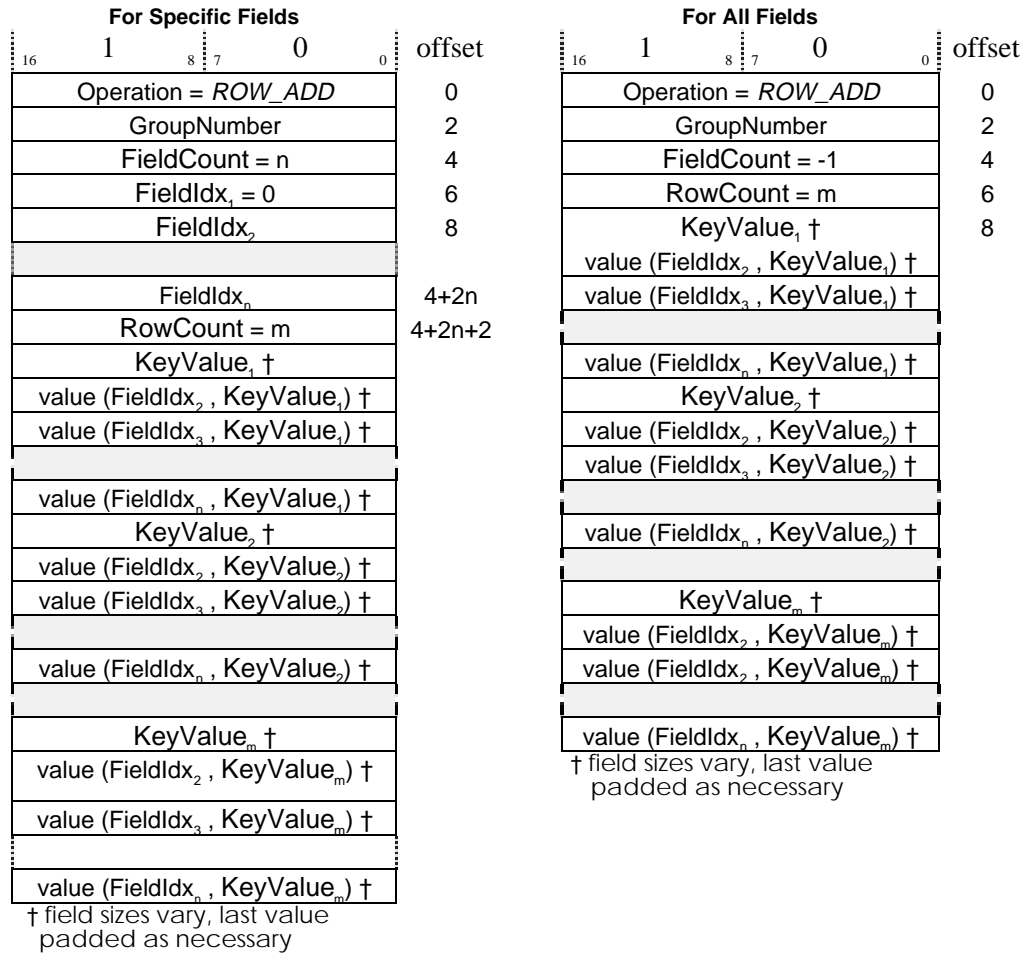 For Specific Fields
1 0 offset
16 8 7 0
Operation = ROW_ADD 0
GroupNumber 2
FieldCount = n 4
FieldIdx₁ = 0 6
FieldIdx₂ 8
FieldIdxₙ 4+2n
RowCount = m 4+2n+2
KeyValue₁ †
value (FieldIdx₂ , KeyValue₁) †
value (FieldIdx₃ , KeyValue₁) †
value (FieldIdxₙ , KeyValue₁) †
KeyValue₂ †
value (FieldIdx₂ , KeyValue₂) †
value (FieldIdx₃ , KeyValue₂) †
value (FieldIdxₙ , KeyValue₂) †
KeyValueₘ †
value (FieldIdx₂ , KeyValueₘ) †
value (FieldIdx₃ , KeyValueₘ) †
value (FieldIdxₙ , KeyValueₘ) †
† field sizes vary, last value
padded as necessary
For All Fields
1 0 offset
16 8 7 0
Operation = ROW_ADD 0
GroupNumber 2
FieldCount = -1 4
RowCount = m 6
KeyValue₁ † 8
value (FieldIdx₂ , KeyValue₁) †
value (FieldIdx₃ , KeyValue₁) †
value (FieldIdxₙ , KeyValue₁) †
KeyValue₂ †
value (FieldIdx₂ , KeyValue₂) †
value (FieldIdx₃ , KeyValue₂) †
value (FieldIdxₙ , KeyValue₂) †
KeyValueₘ †
value (FieldIdx₂ , KeyValueₘ) †
value (FieldIdx₂ , KeyValueₘ) †
value (FieldIdxₙ , KeyValueₘ) †
† field sizes vary, last value
padded as necessary